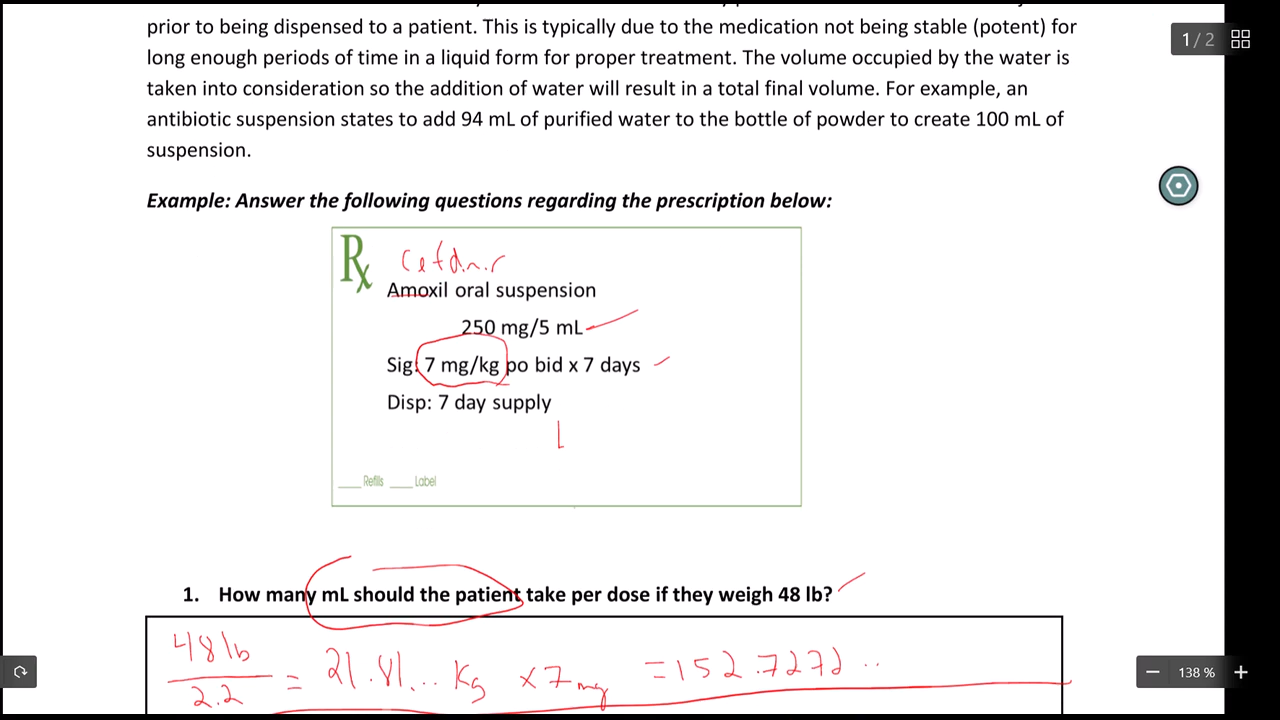 prior to being dispensed to a patient. This is typically due to the medication not being stable (potent) for
1 / 2
long enough periods of time in a liquid form for proper treatment. The volume occupied by the water is
taken into consideration so the addition of water will result in a total final volume. For example, an
antibiotic suspension states to add 94 mL of purified water to the bottle of powder to create 100 mL of
suspension.
Example: Answer the following questions regarding the prescription below:
Rx Cefdinir
Amoxil oral suspension
250 mg/5 mL
Sig: 7 mg/kg po bid x 7 days
Disp: 7 day supply
____ Refills ____ Label
1. How many mL should the patient take per dose if they weigh 48 lb?
48 lb
= 21.81... Kg x 7 mg = 152.7272 ..
2.2
138 %